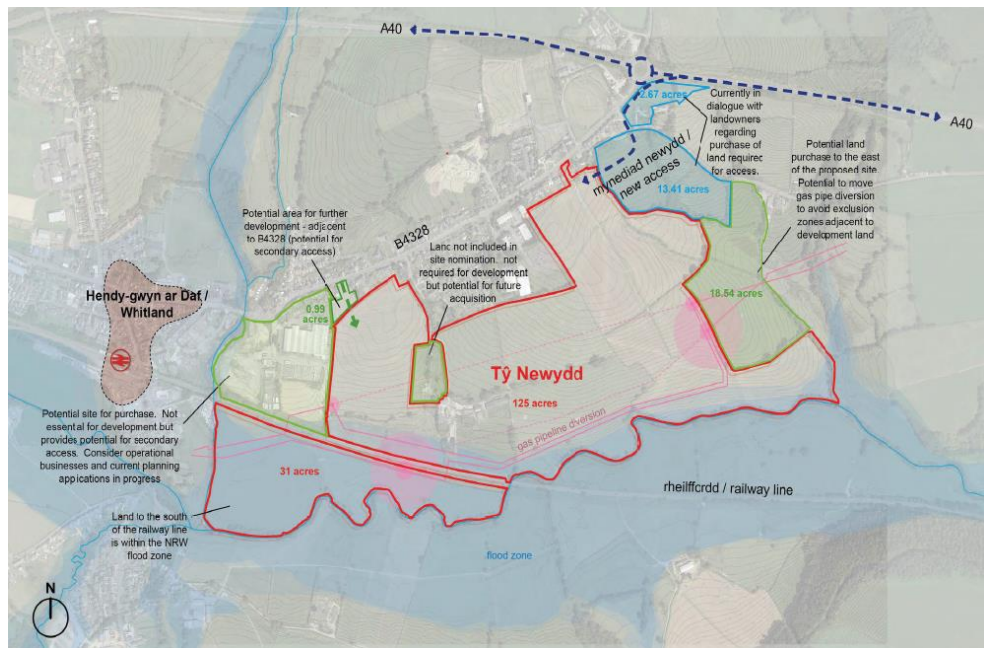 A40
A40
2.67 acres
Currently in
dialogue with
landowners
regarding
purchase of
land required
for access.
Potential land
purchase to the east
of the proposed site.
Potential to move
gas pipe diversion
to avoid exclusion
zones adjacent to
development land
mynediad newydd /
new access
13.41 acres
Potential area for further
development - adjacent
to B4328 (potential for
secondary access)
B4328
Land not included in
site nomination. not
required for development
but potential for future
acquisition
Hendy-gwyn ar Daf /
Whitland
0.99
acres
18.54 acres
Tŷ Newydd
125 acres
Potential site for purchase. Not
essential for development but
provides potential for secondary
access. Consider operational
businesses and current planning
applications in progress
gas pipeline diversion
31 acres
rheilffordd / railway line
Land to the south
of the railway line
is within the NRW
flood zone
flood zone
N